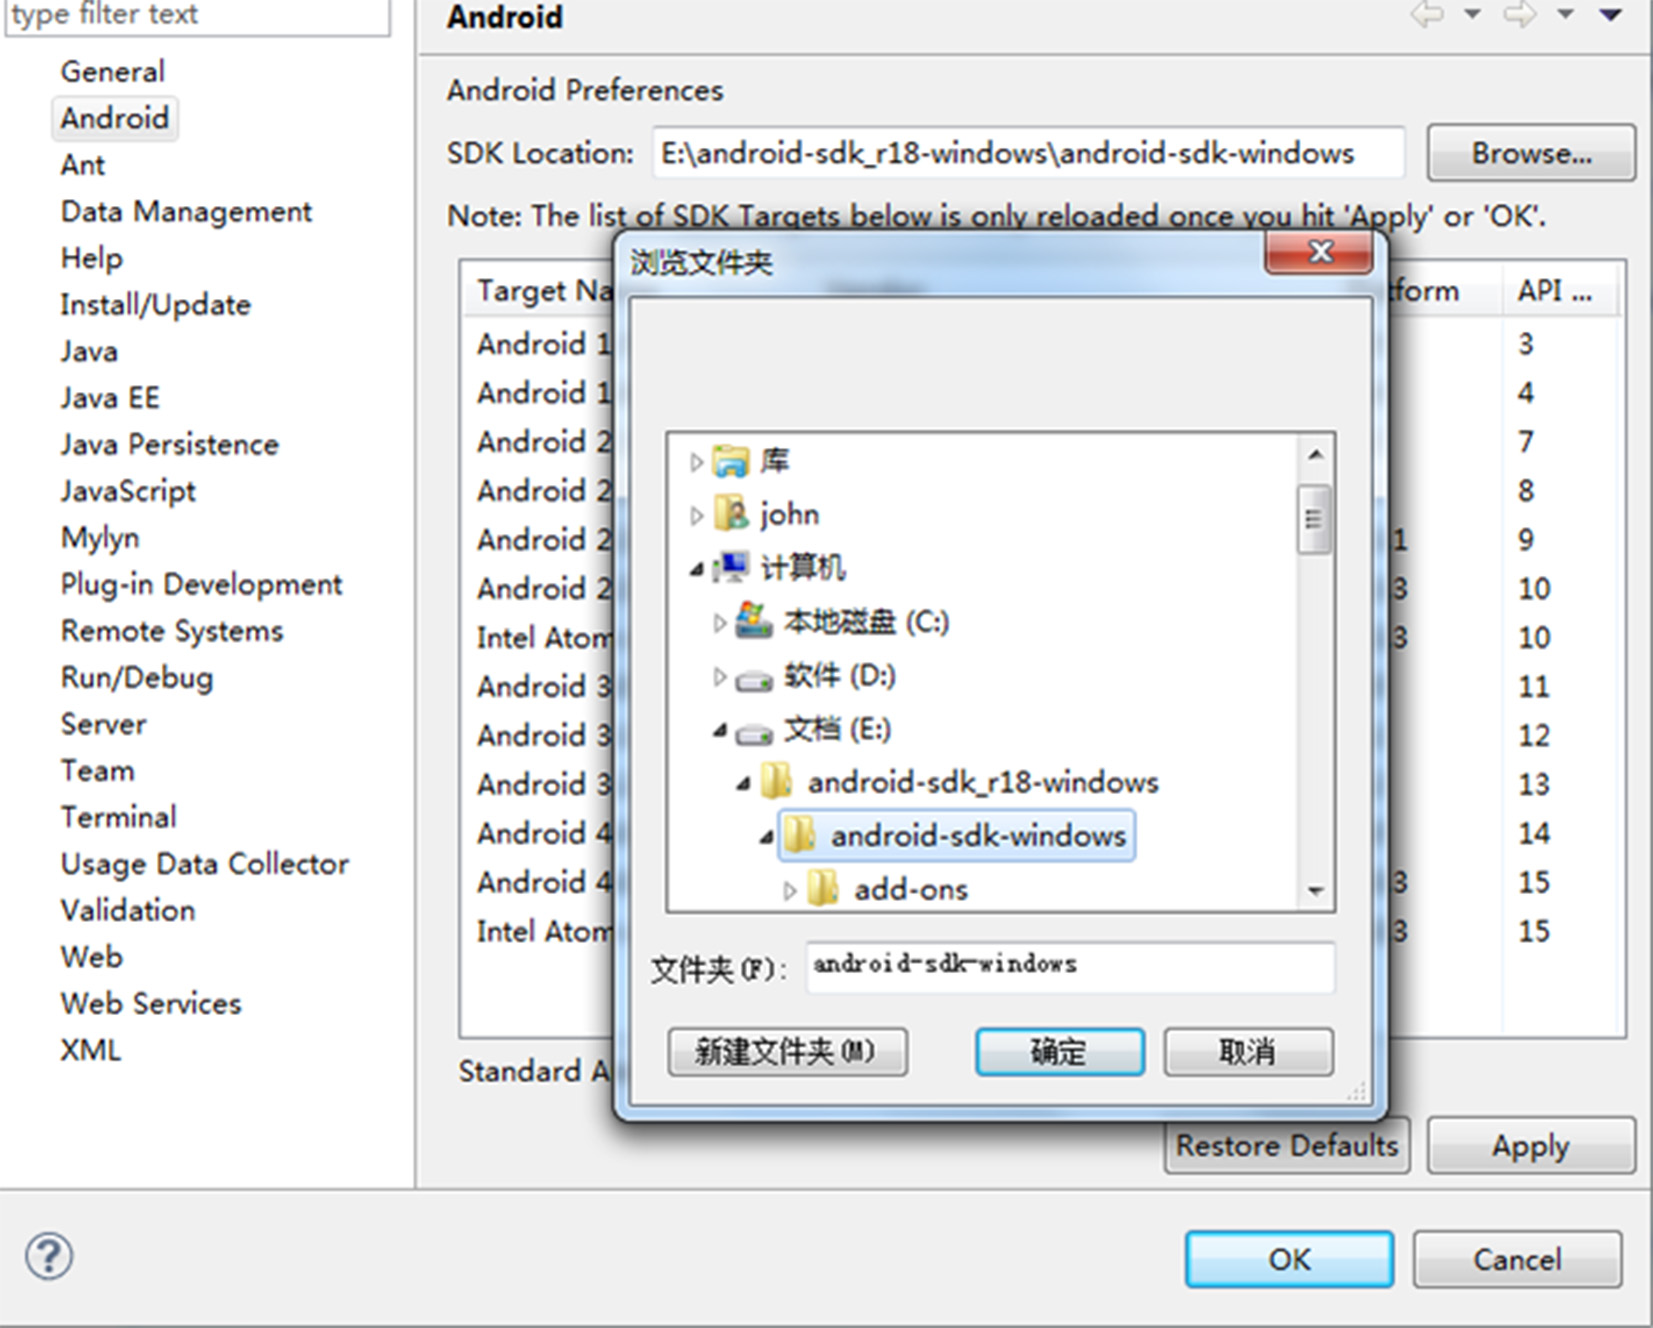 type filter text
General
Android
Ant
Data Management
Help
Install/Update
Java
Java EE
Java Persistence
JavaScript
Mylyn
Plug-in Development
Remote Systems
Run/Debug
Server
Team
Terminal
Usage Data Collector
Validation
Web
Web Services
XML
Android
Android Preferences
SDK Location: E:\android-sdk_r18-windows\android-sdk-windows Browse...
Note: The list of SDK Targets below is only reloaded once you hit 'Apply' or 'OK'.
Target Na tform API ...
Android 1 3
Android 1 4
Android 2 7
Android 2 8
Android 2 1 9
Android 2 3 10
Intel Atom 3 10
Android 3 11
Android 3 12
Android 3 13
Android 4 14
Android 4 3 15
Intel Atom 3 15
Standard A
浏览文件夹
库
john
计算机
本地磁盘 (C:)
软件 (D:)
文档 (E:)
android-sdk_r18-windows
android-sdk-windows
add-ons
文件夹(F): android-sdk-windows
新建文件夹(M) 确定 取消
Restore Defaults Apply
OK Cancel